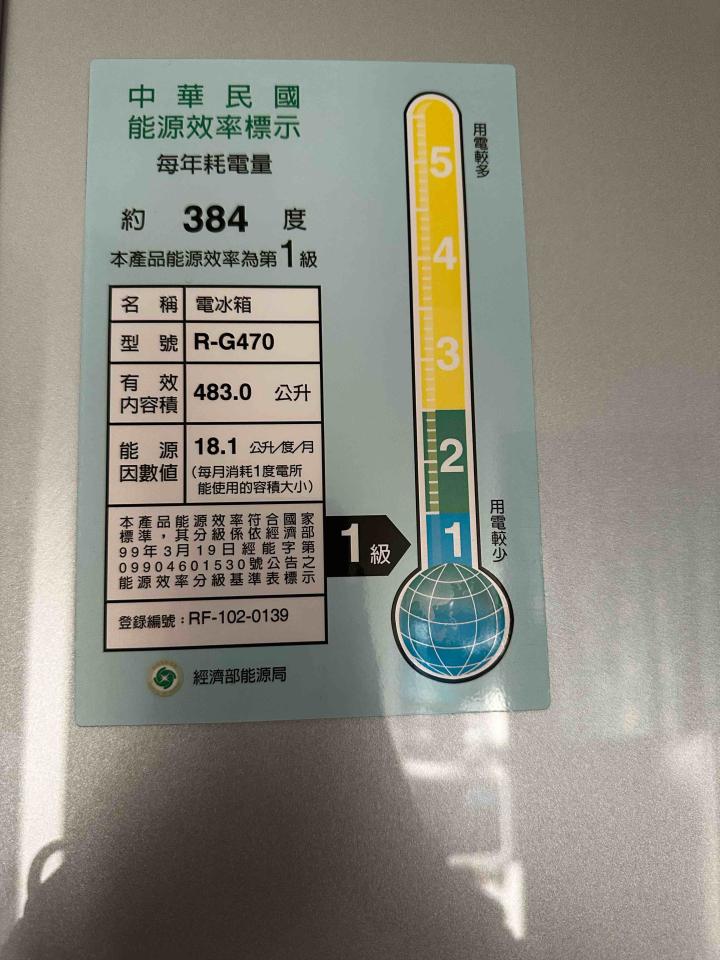 中華民國
能源效率標示
每年耗電量
約 384 度
本產品能源效率為第1級
名稱 電冰箱
型號 R-G470
有效
內容積 483.0 公升
能源
因數值 18.1 公升/度/月
(每月消耗1度電所
能使用的容積大小)
本產品能源效率符合國家
標準,其分級係依經濟部
99年3月19日經能字第
09904601530號公告之
能源效率分級基準表標示
登錄編號:RF-102-0139
經濟部能源局
1級
用電較多
5
4
3
2
1
用電較少